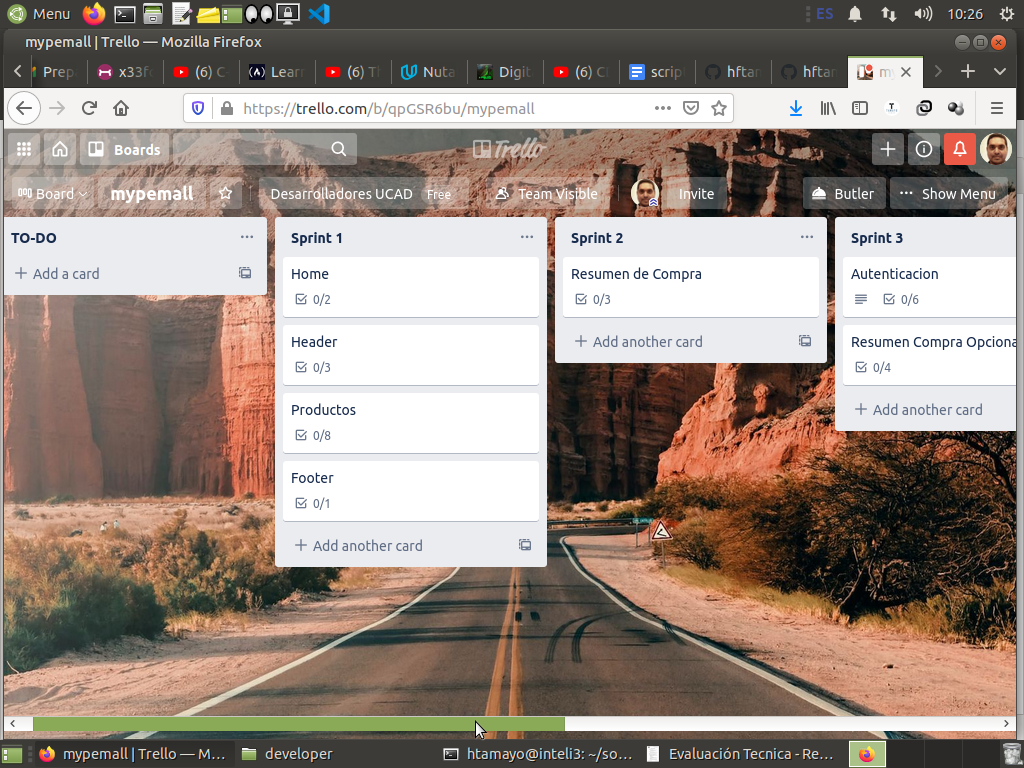 Menu
ES
10:26
mypemall | Trello — Mozilla Firefox
Prep
x33f
(6) C
Learn
(6) T
Nuta
Digit
(6) C
scrip
hftan
hftan
my
https://trello.com/b/qpGSR6bu/mypemall
Boards
Trello
Board
mypemall
Desarrolladores UCAD
Free
Team Visible
Invite
Butler
Show Menu
TO-DO
Add a card
Sprint 1
Home
0/2
Header
0/3
Productos
0/8
Footer
0/1
Add another card
Sprint 2
Resumen de Compra
0/3
Add another card
Sprint 3
Autenticacion
0/6
Resumen Compra Opciona
0/4
Add another card
mypemall | Trello — M...
developer
htamayo@inteli3: ~/so...
Evaluación Tecnica - Re...